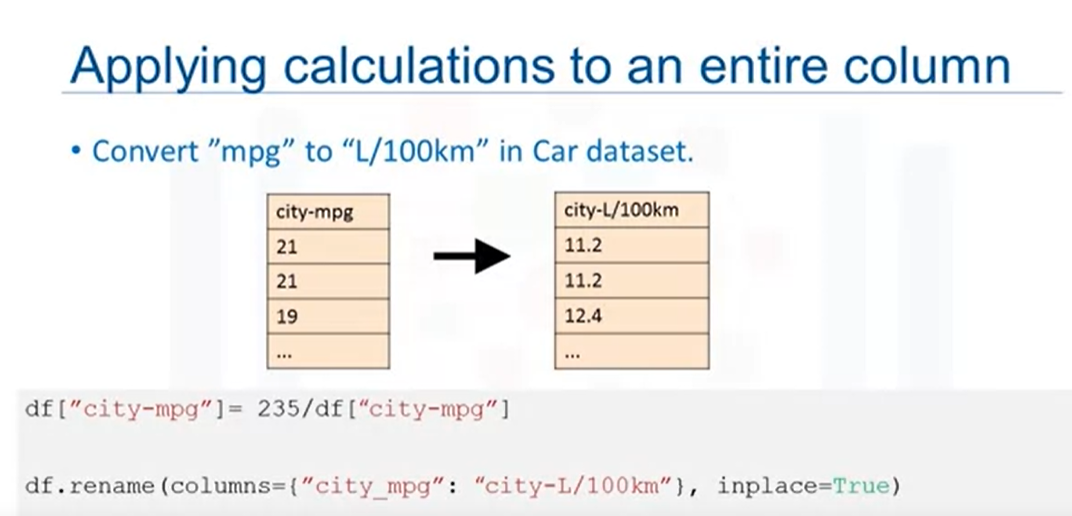 Applying calculations to an entire column
• Convert ”mpg” to “L/100km” in Car dataset.
city-mpg
21
21
19
...
city-L/100km
11.2
11.2
12.4
...
df[”city-mpg”]= 235/df[“city-mpg”]
df.rename(columns={”city_mpg”: “city-L/100km”}, inplace=True)